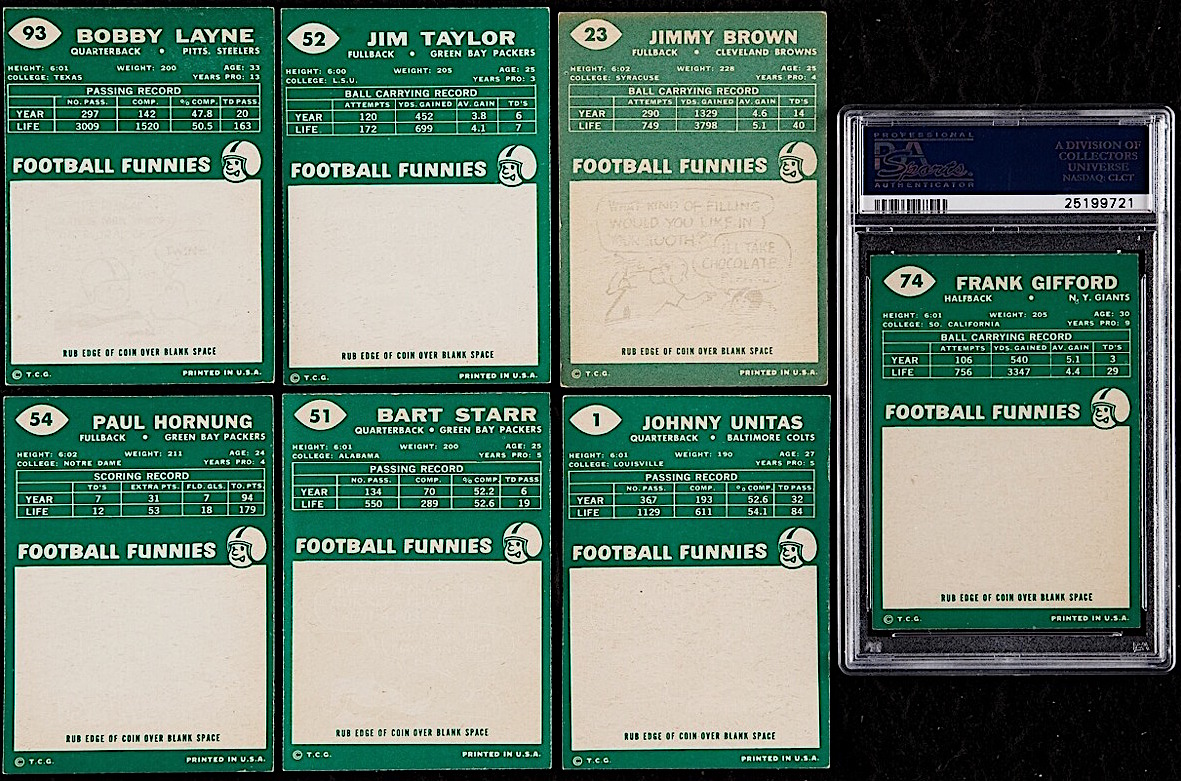 93
BOBBY LAYNE
QUARTERBACK • PITTS. STEELERS
HEIGHT: 6:01 WEIGHT: 200 AGE: 33
COLLEGE: TEXAS YEARS PRO: 13
PASSING RECORD
NO. PASS. COMP. % COMP. TD PASS
YEAR 297 142 47.8 20
LIFE 3009 1520 50.5 163
FOOTBALL FUNNIES
RUB EDGE OF COIN OVER BLANK SPACE
© T.C.G. PRINTED IN U.S.A.
52
JIM TAYLOR
FULLBACK • GREEN BAY PACKERS
HEIGHT: 6:00 WEIGHT: 205 AGE: 25
COLLEGE: L.S.U. YEARS PRO: 3
BALL CARRYING RECORD
ATTEMPTS YDS. GAINED AV. GAIN TD'S
YEAR 120 452 3.8 6
LIFE 172 699 4.1 7
FOOTBALL FUNNIES
RUB EDGE OF COIN OVER BLANK SPACE
© T.C.G. PRINTED IN U.S.A.
23
JIMMY BROWN
FULLBACK • CLEVELAND BROWNS
HEIGHT: 6:02 WEIGHT: 228 AGE: 25
COLLEGE: SYRACUSE YEARS PRO: 4
BALL CARRYING RECORD
ATTEMPTS YDS. GAINED AV. GAIN TD'S
YEAR 290 1329 4.6 14
LIFE 749 3798 5.1 40
FOOTBALL FUNNIES
WHAT KIND OF FILLING
WOULD YOU LIKE IN
YOUR TOOTH?
TAKE
CHOCOLATE
RUB EDGE OF COIN OVER BLANK SPACE
© T.C.G. PRINTED IN U.S.A.
PROFESSIONAL
PSA
Sports
AUTHENTICATOR
A DIVISION OF
COLLECTORS
UNIVERSE
NASDAQ: CLCT
25199721
74
FRANK GIFFORD
HALFBACK • N.Y. GIANTS
HEIGHT: 6:01 WEIGHT: 205 AGE: 30
COLLEGE: SO. CALIFORNIA YEARS PRO: 9
BALL CARRYING RECORD
ATTEMPTS YDS. GAINED AV. GAIN TD'S
YEAR 106 540 5.1 3
LIFE 756 3347 4.4 29
FOOTBALL FUNNIES
RUB EDGE OF COIN OVER BLANK SPACE
© T.C.G. PRINTED IN U.S.A.
54
PAUL HORNUNG
FULLBACK • GREEN BAY PACKERS
HEIGHT: 6:02 WEIGHT: 211 AGE: 24
COLLEGE: NOTRE DAME YEARS PRO: 4
SCORING RECORD
TD'S EXTRA PTS. FLD. GLS. TO. PTS.
YEAR 7 31 7 94
LIFE 12 53 18 179
FOOTBALL FUNNIES
RUB EDGE OF COIN OVER BLANK SPACE
© T.C.G. PRINTED IN U.S.A.
51
BART STARR
QUARTERBACK • GREEN BAY PACKERS
HEIGHT: 6:01 WEIGHT: 200 AGE: 25
COLLEGE: ALABAMA YEARS PRO: 5
PASSING RECORD
NO. PASS. COMP. % COMP. TD PASS
YEAR 134 70 52.2 6
LIFE 550 289 52.6 19
FOOTBALL FUNNIES
RUB EDGE OF COIN OVER BLANK SPACE
© T.C.G. PRINTED IN U.S.A.
1
JOHNNY UNITAS
QUARTERBACK • BALTIMORE COLTS
HEIGHT: 6:01 WEIGHT: 190 AGE: 27
COLLEGE: LOUISVILLE YEARS PRO: 5
PASSING RECORD
NO. PASS. COMP. % COMP. TD PASS
YEAR 367 193 52.6 32
LIFE 1129 611 54.1 84
FOOTBALL FUNNIES
RUB EDGE OF COIN OVER BLANK SPACE
© T.C.G. PRINTED IN U.S.A.